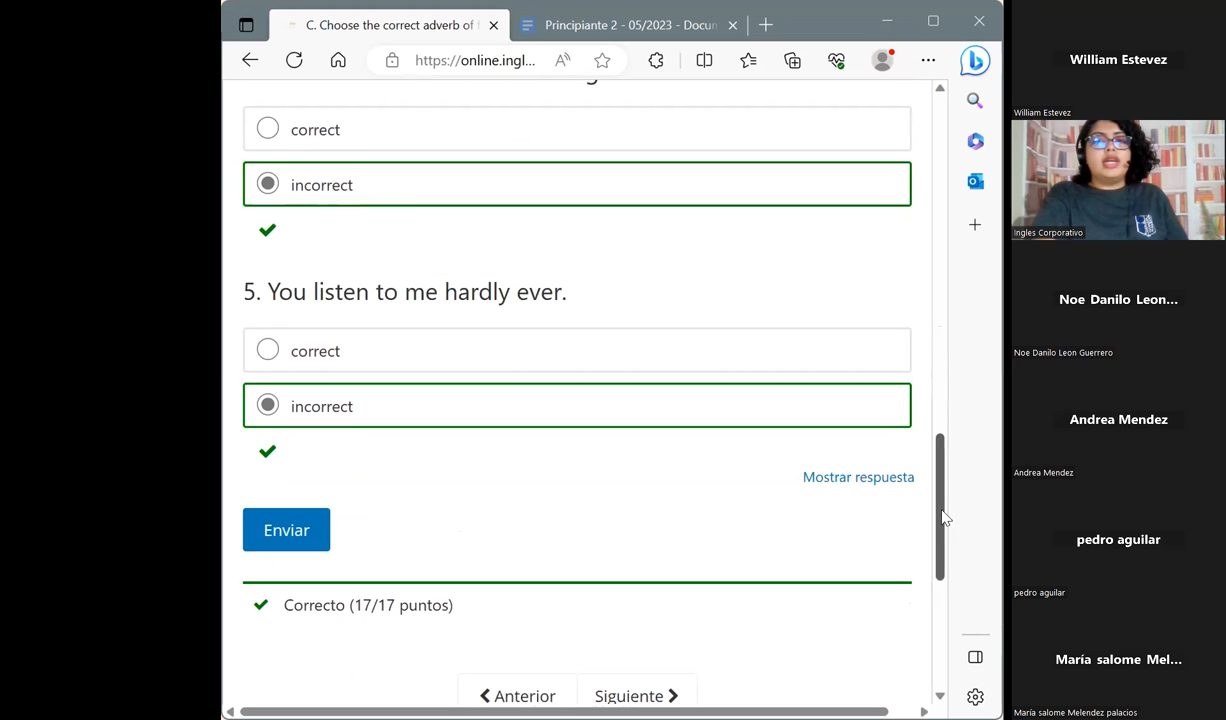 C. Choose the correct adverb of f
Principiante 2 - 05/2023 - Docum
https://online.ingl...
correct
incorrect
5. You listen to me hardly ever.
correct
incorrect
Mostrar respuesta
Enviar
Correcto (17/17 puntos)
Anterior
Siguiente
William Estevez
William Estevez
Ingles Corporativo
Noe Danilo Leon...
Noe Danilo Leon Guerrero
Andrea Mendez
Andrea Mendez
pedro aguilar
pedro aguilar
María salome Mel...
María salome Melendez palacios